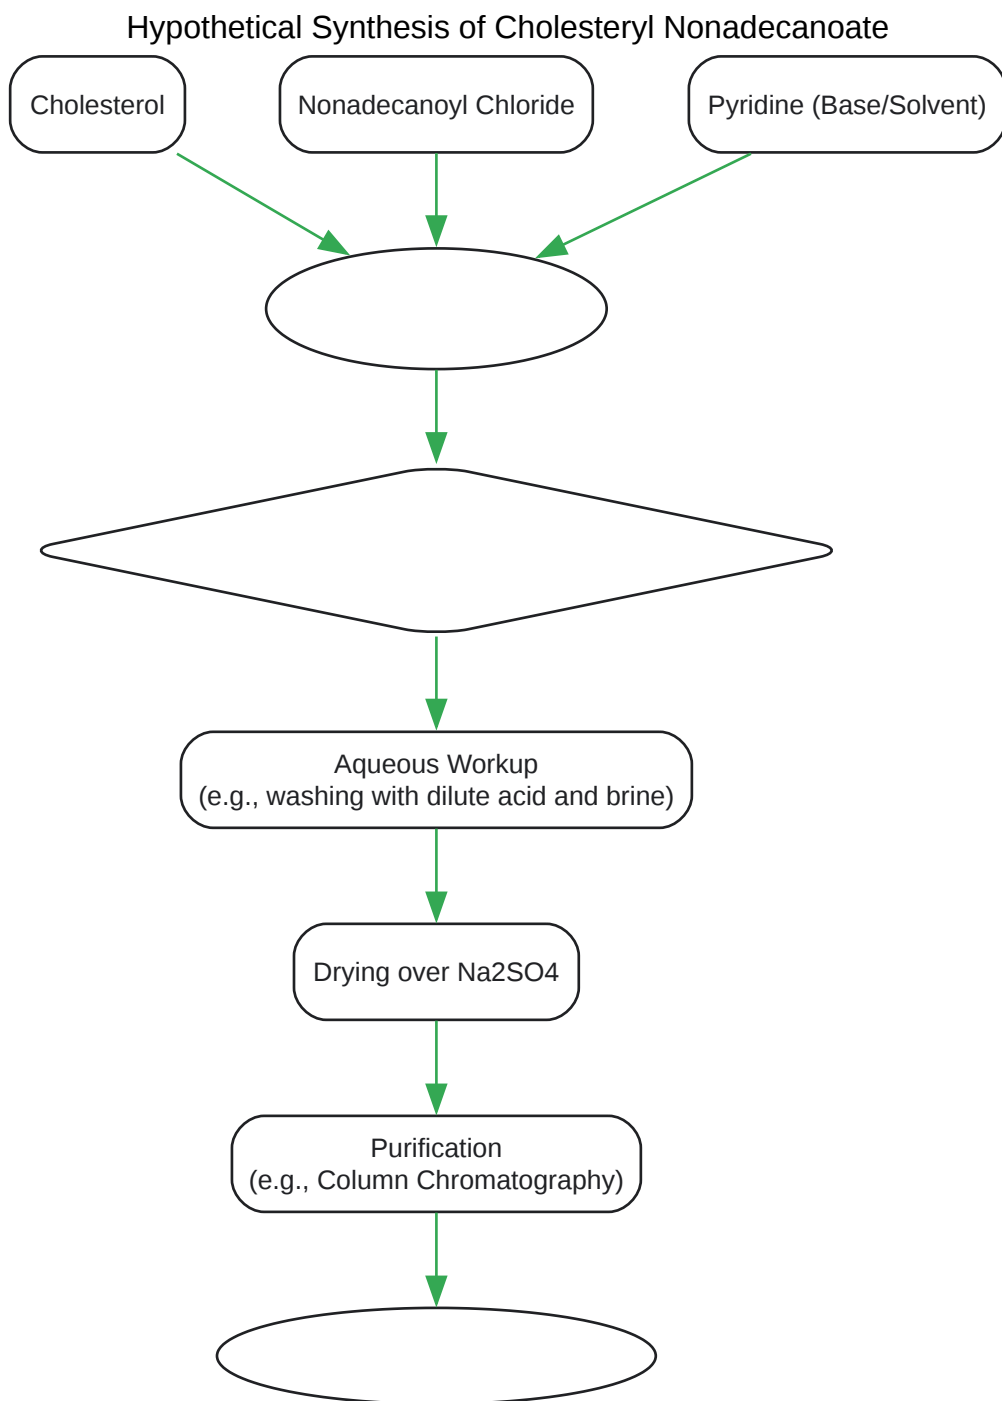 Hypothetical Synthesis of Cholesteryl Nonadecanoate
Cholesterol
Nonadecanoyl Chloride
Pyridine (Base/Solvent)
Aqueous Workup
(e.g., washing with dilute acid and brine)
Drying over Na2SO4
Purification
(e.g., Column Chromatography)